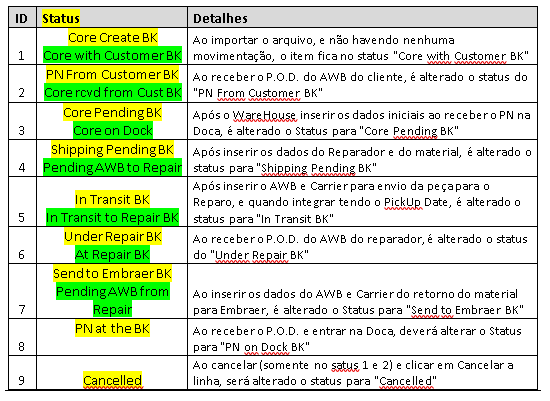 ID Status Detalhes
Core Create BK
1 Core with Customer BK
Ao importar o arquivo, e não havendo nenhuma
movimentação, o item fica no status "Core with Customer BK"
PN From Customer BK
2 Core rcvd from Cust BK
Ao receber o P.O.D. do AWB do cliente, é alterado o status do
"PN From Customer BK"
Core Pending BK
3 Core on Dock
Após o WareHouse inserir os dados iniciais ao receber o PN na
Doca, é alterado o Status para "Core Pending BK"
Shipping Pending BK
4 Pending AWB to Repair
Após inserir os dados do Reparador e do material, é alterado o
status para "Shipping Pending BK"
In Transit BK
5 In Transit to Repair BK
Após inserir o AWB e Carrier para envio da peça para o
Reparo, e quando integrar tendo o PickUp Date, é alterado o
status para "In Transit BK"
Under Repair BK
6 At Repair BK
Ao receber o P.O.D. do AWB do reparador, é alterado o status
do "Under Repair BK"
Send to Embraer BK
Pending AWB from
7 Repair
Ao inserir os dados do AWB e Carrier do retorno do material
para Embraer, é alterado o Status para "Send to Embraer BK"
PN at the BK
8
Ao receber o P.O.D. e entrar na Doca, deverá alterar o Status
para "PN on Dock BK"
9 Cancelled
Ao cancelar (somente no satus 1 e 2) e clicar em Cancelar a
linha, será alterado o status para "Cancelled"